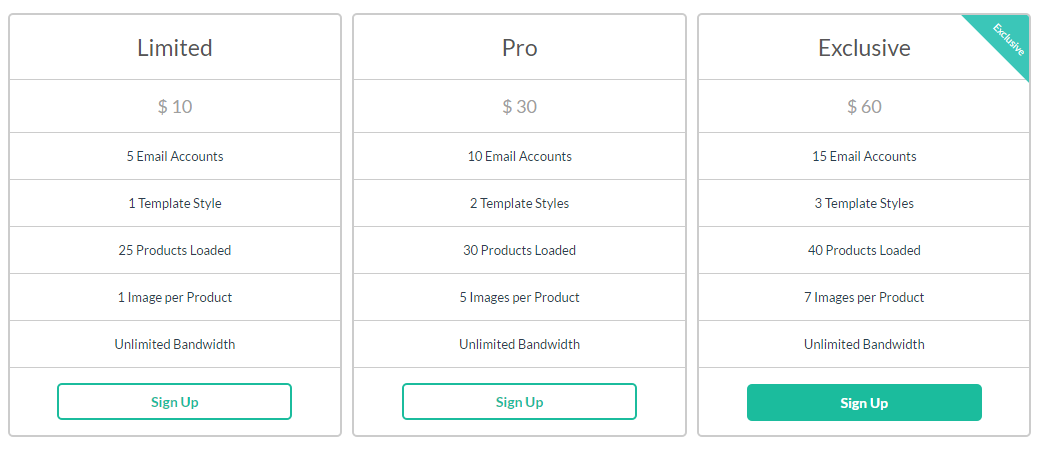 Limited
$ 10
5 Email Accounts
1 Template Style
25 Products Loaded
1 Image per Product
Unlimited Bandwidth
Sign Up
Pro
$ 30
10 Email Accounts
2 Template Styles
30 Products Loaded
5 Images per Product
Unlimited Bandwidth
Sign Up
Exclusive
Exclusive
$ 60
15 Email Accounts
3 Template Styles
40 Products Loaded
7 Images per Product
Unlimited Bandwidth
Sign Up